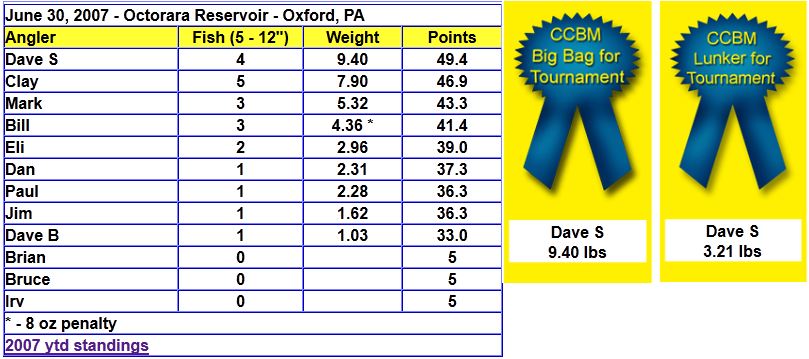 June 30, 2007 - Octorara Reservoir - Oxford, PA
Angler Fish (5 - 12") Weight Points
Dave S 4 9.40 49.4
Clay 5 7.90 46.9
Mark 3 5.32 43.3
Bill 3 4.36 * 41.4
Eli 2 2.96 39.0
Dan 1 2.31 37.3
Paul 1 2.28 36.3
Jim 1 1.62 36.3
Dave B 1 1.03 33.0
Brian 0 5
Bruce 0 5
Irv 0 5
* - 8 oz penalty
2007 ytd standings
CCBM
Big Bag for
Tournament
Dave S
9.40 lbs
CCBM
Lunker for
Tournament
Dave S
3.21 lbs